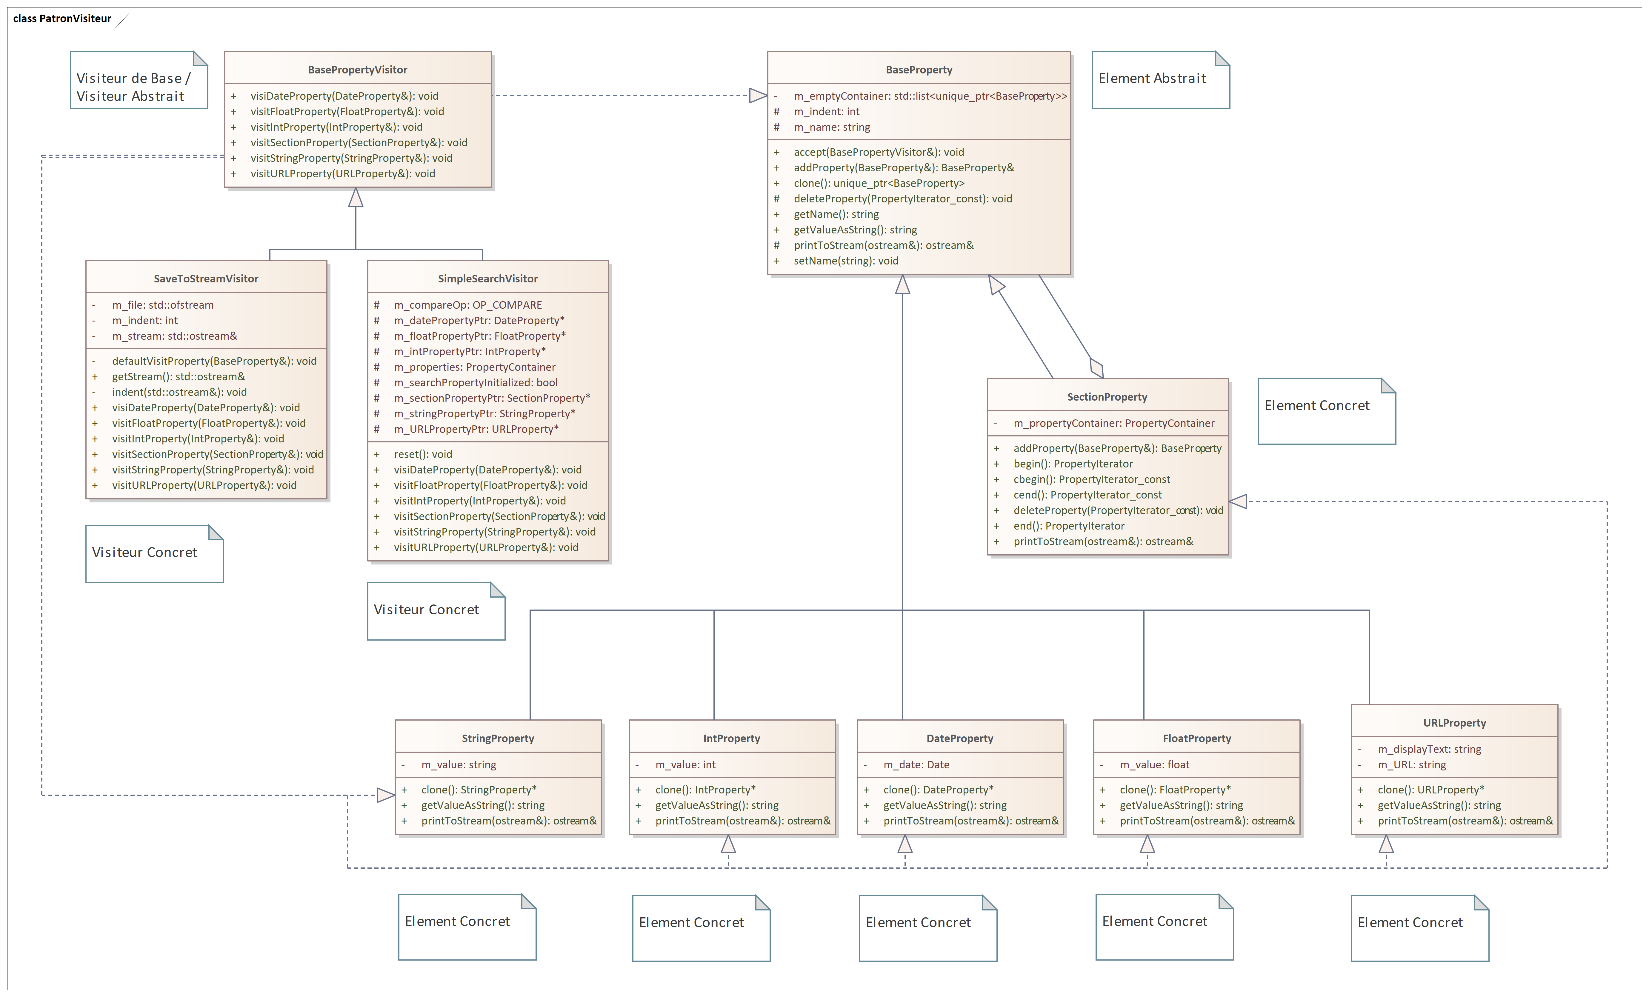 class PatronVisiteur
Visiteur de Base /
Visiteur Abstrait
BasePropertyVisitor
+ visiDateProperty(DateProperty&): void
+ visitFloatProperty(FloatProperty&): void
+ visitIntProperty(IntProperty&): void
+ visitSectionProperty(SectionProperty&): void
+ visitStringProperty(StringProperty&): void
+ visitURLProperty(URLProperty&): void
BaseProperty
- m_emptyContainer: std::list<unique_ptr<BaseProperty>>
# m_indent: int
# m_name: string
+ accept(BasePropertyVisitor&): void
+ addProperty(BaseProperty&): BaseProperty&
+ clone(): unique_ptr<BaseProperty>
# deleteProperty(PropertyIterator_const): void
+ getName(): string
+ getValueAsString(): string
# printToStream(ostream&): ostream&
+ setName(string): void
Element Abstrait
SaveToStreamVisitor
- m_file: std::ofstream
- m_indent: int
- m_stream: std::ostream&
- defaultVisitProperty(BaseProperty&): void
+ getStream(): std::ostream&
- indent(std::ostream&): void
+ visiDateProperty(DateProperty&): void
+ visitFloatProperty(FloatProperty&): void
+ visitIntProperty(IntProperty&): void
+ visitSectionProperty(SectionProperty&): void
+ visitStringProperty(StringProperty&): void
+ visitURLProperty(URLProperty&): void
Visiteur Concret
SimpleSearchVisitor
# m_compareOp: OP_COMPARE
# m_datePropertyPtr: DateProperty*
# m_floatPropertyPtr: FloatProperty*
# m_intPropertyPtr: IntProperty*
# m_properties: PropertyContainer
# m_searchPropertyInitialized: bool
# m_sectionPropertyPtr: SectionProperty*
# m_stringPropertyPtr: StringProperty*
# m_URLPropertyPtr: URLProperty*
+ reset(): void
+ visiDateProperty(DateProperty&): void
+ visitFloatProperty(FloatProperty&): void
+ visitIntProperty(IntProperty&): void
+ visitSectionProperty(SectionProperty&): void
+ visitStringProperty(StringProperty&): void
+ visitURLProperty(URLProperty&): void
Visiteur Concret
SectionProperty
- m_propertyContainer: PropertyContainer
+ addProperty(BaseProperty&): BaseProperty
+ begin(): PropertyIterator
+ cbegin(): PropertyIterator_const
+ cend(): PropertyIterator_const
+ deleteProperty(PropertyIterator_const): void
+ end(): PropertyIterator
+ printToStream(ostream&): ostream&
Element Concret
StringProperty
- m_value: string
+ clone(): StringProperty*
+ getValueAsString(): string
+ printToStream(ostream&): ostream&
IntProperty
- m_value: int
+ clone(): IntProperty*
+ getValueAsString(): string
+ printToStream(ostream&): ostream&
DateProperty
- m_date: Date
+ clone(): DateProperty*
+ getValueAsString(): string
+ printToStream(ostream&): ostream&
FloatProperty
- m_value: float
+ clone(): FloatProperty*
+ getValueAsString(): string
+ printToStream(ostream&): ostream&
URLProperty
- m_displayText: string
- m_URL: string
+ clone(): URLProperty*
+ getValueAsString(): string
+ printToStream(ostream&): ostream&
Element Concret
Element Concret
Element Concret
Element Concret
Element Concret